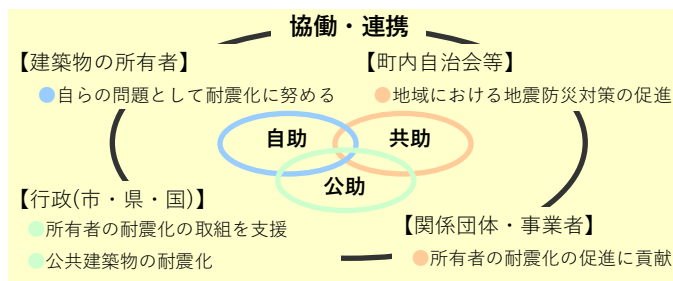 協働・連携
【建築物の所有者】
●自らの問題として耐震化に努める
【町内自治会等】
●地域における地震防災対策の促進
自助
共助
公助
【行政(市・県・国)】
●所有者の耐震化の取組を支援
●公共建築物の耐震化
【関係団体・事業者】
●所有者の耐震化の促進に貢献